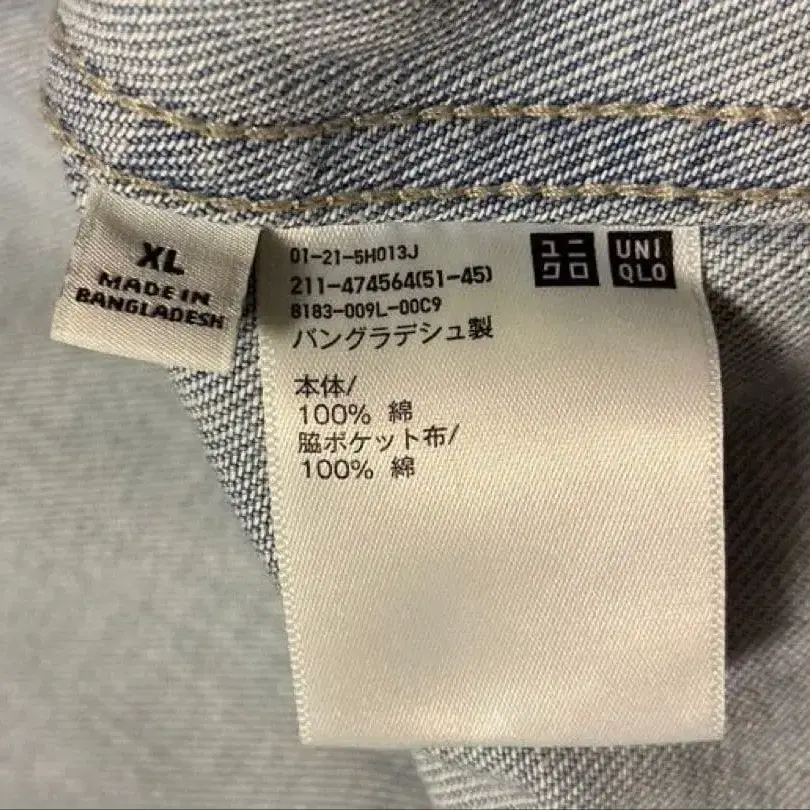 XL
MADE IN
BANGLADESH
01-21-5H013J
211-474564(51-45)
8183-009L-00C9
バングラデシュ製
本体/
100% 綿
脇ポケット布/
100% 綿
ユニ
クロ
UNI
QLO